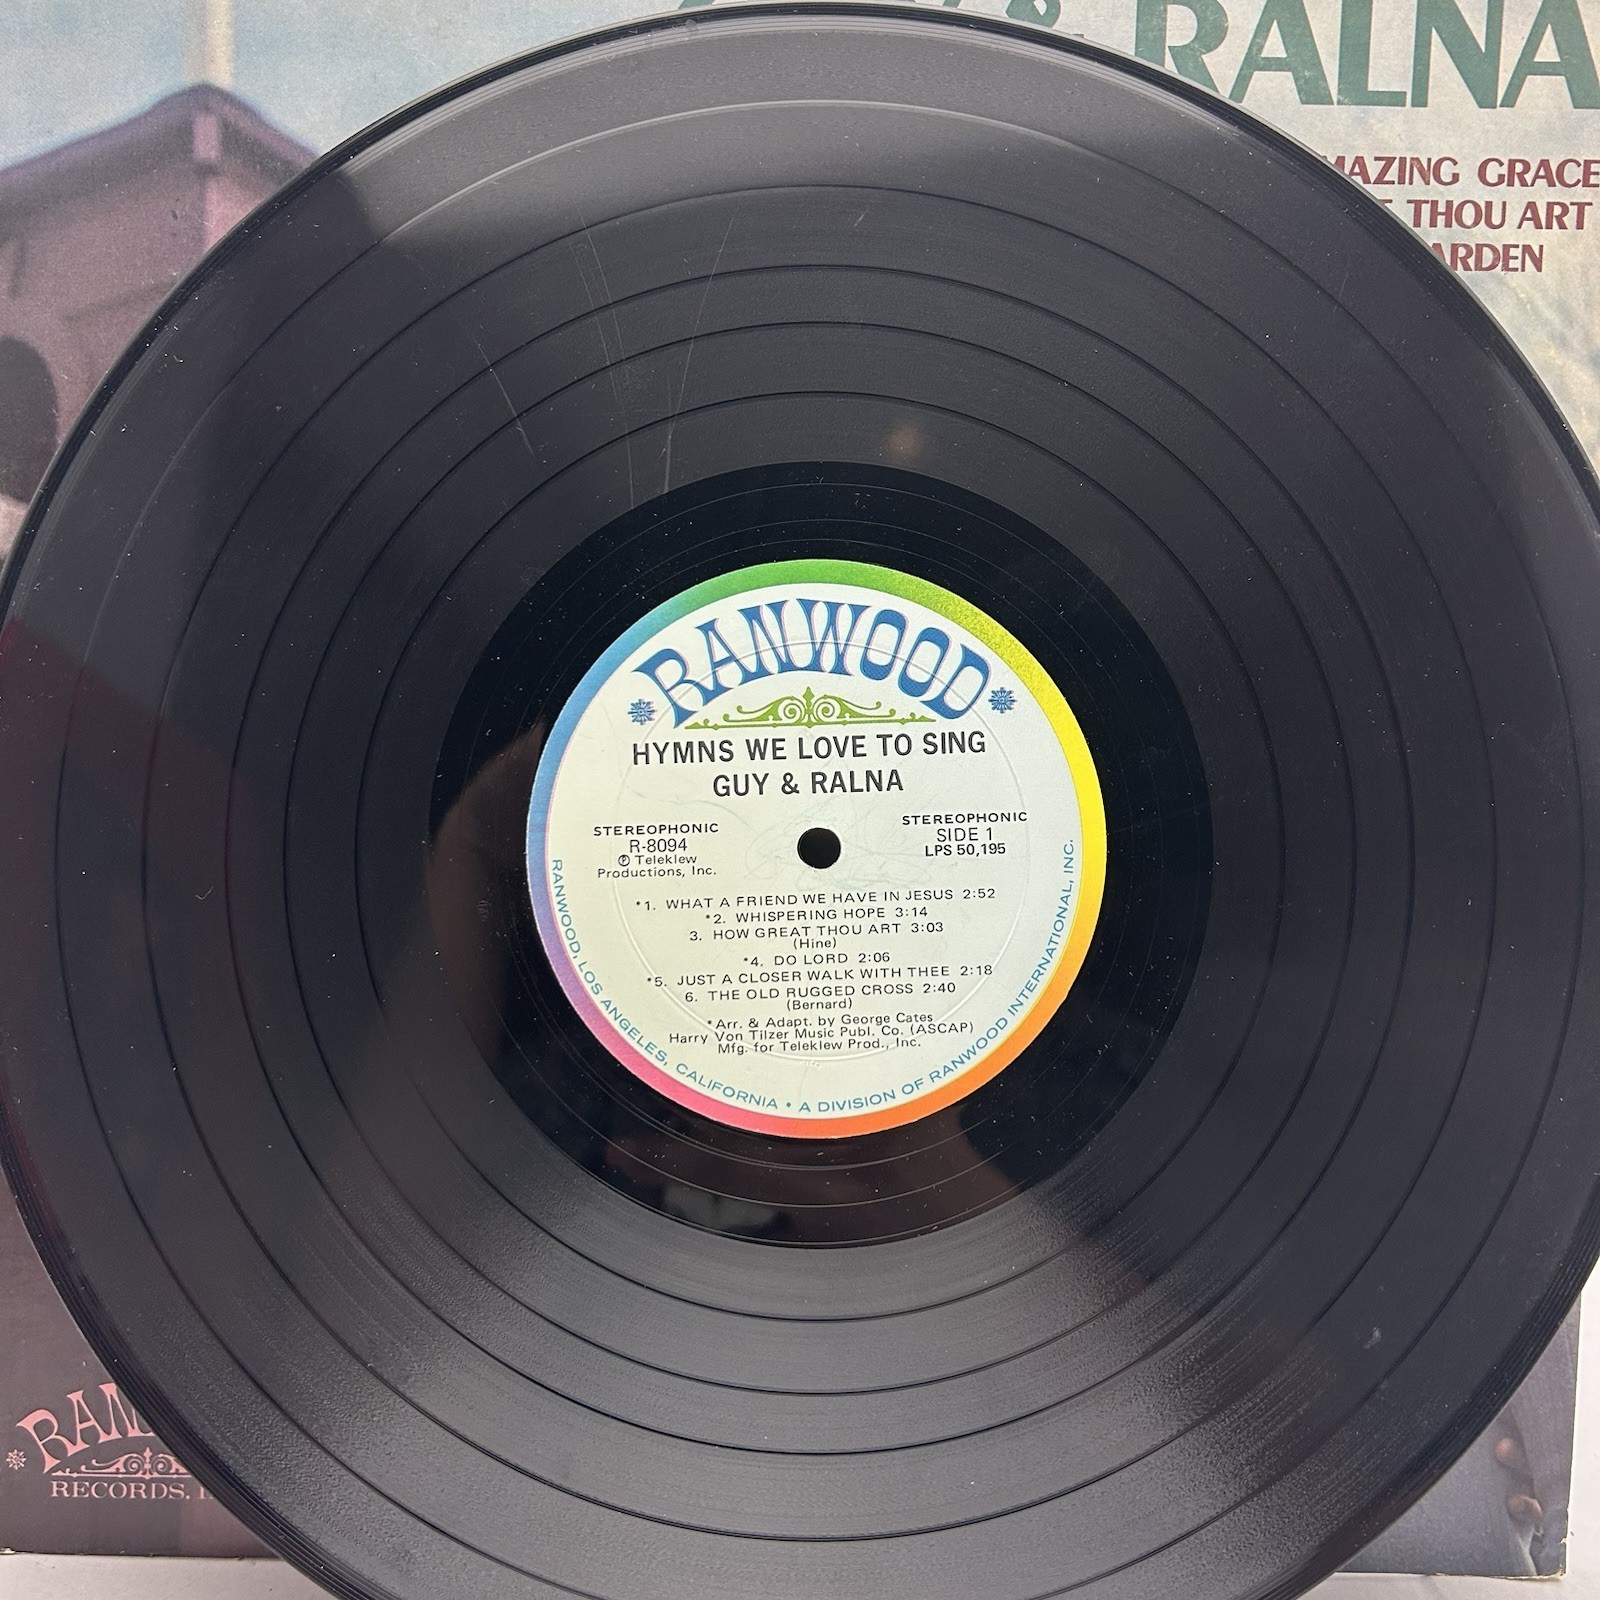 & RALNA
AMAZING GRACE
THOU ART
GARDEN
RANWOOD
HYMNS WE LOVE TO SING
GUY & RALNA
STEREOPHONIC
R-8094
Ⓟ Teleklew
Productions, Inc.
STEREOPHONIC
SIDE 1
LPS 50,195
*1. WHAT A FRIEND WE HAVE IN JESUS 2:52
*2. WHISPERING HOPE 3:14
3. HOW GREAT THOU ART 3:03
(Hine)
*4. DO LORD 2:06
*5. JUST A CLOSER WALK WITH THEE 2:18
6. THE OLD RUGGED CROSS 2:40
(Bernard)
*Arr. & Adapt. by George Cates
Harry Von Tilzer Music Publ. Co. (ASCAP)
Mfg. for Teleklew Prod., Inc.
RANWOOD, LOS ANGELES, CALIFORNIA • A DIVISION OF RANWOOD INTERNATIONAL, INC.
RAN
RECORDS, I